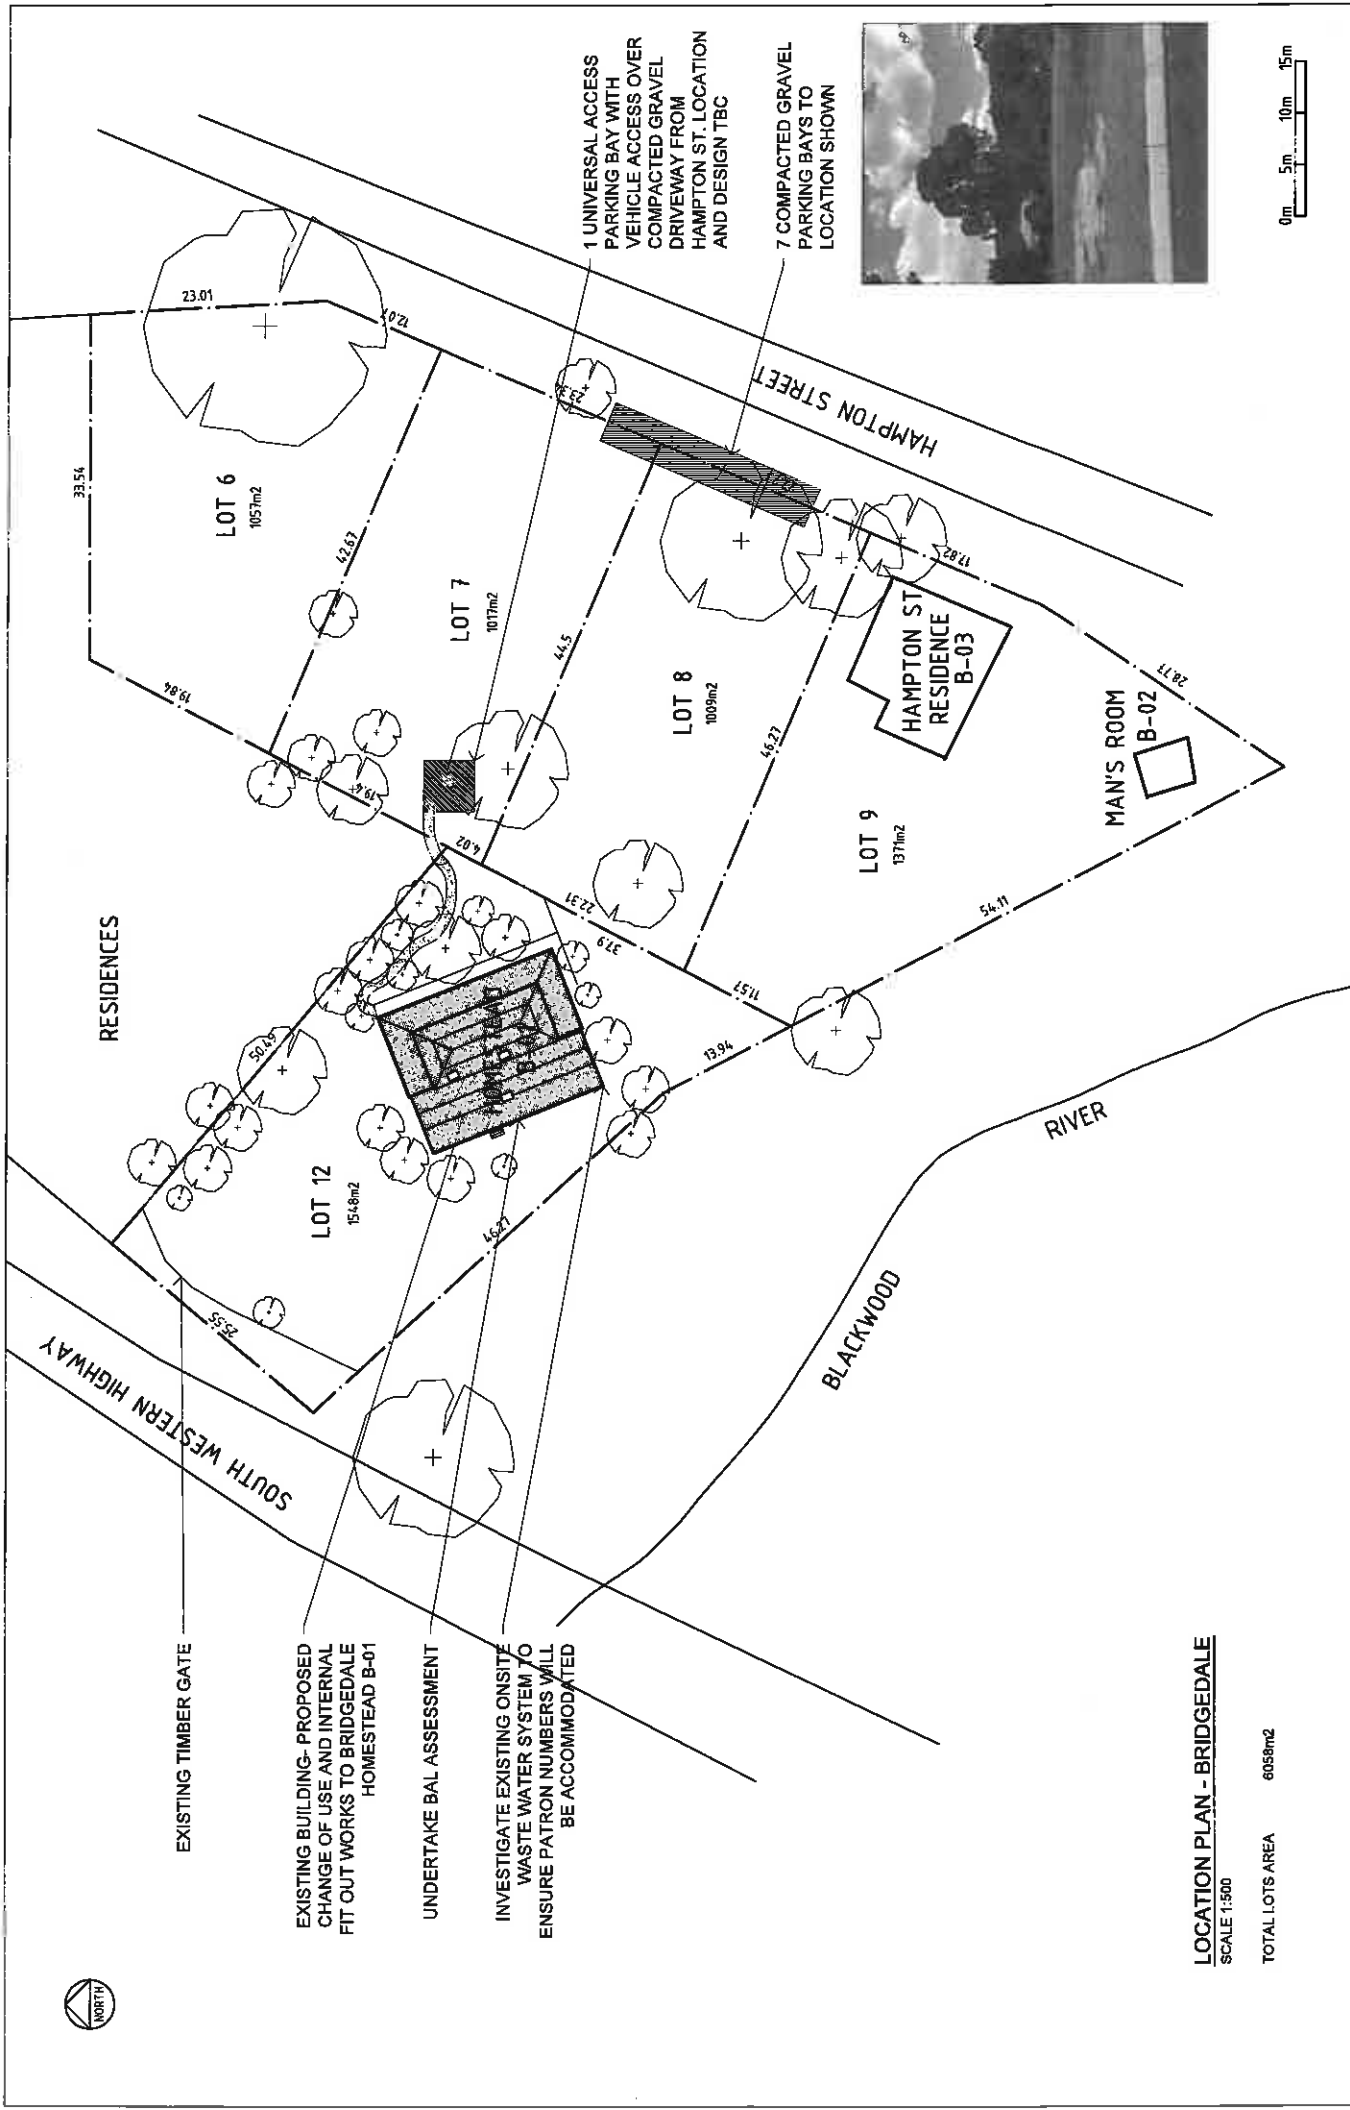 NORTH
EXISTING TIMBER GATE
EXISTING BUILDING- PROPOSED
CHANGE OF USE AND INTERNAL
FIT OUT WORKS TO BRIDGEDALE
HOMESTEAD B-01
UNDERTAKE BAL ASSESSMENT
INVESTIGATE EXISTING ONSITE
WASTE WATER SYSTEM TO
ENSURE PATRON NUMBERS WILL
BE ACCOMMODATED
SOUTH WESTERN HIGHWAY
RESIDENCES
LOT 12
1548m2
25.55
50.49
46.27
13.94
HOMESTEAD
BLACKWOOD
RIVER
LOT 6
1057m2
33.54
23.01
12.07
19.84
42.67
LOT 7
1017m2
19.4
4.02
44.5
LOT 8
1009m2
22.31
37.9
46.27
LOT 9
1371m2
11.57
54.11
17.82
28.77
HAMPTON ST
RESIDENCE
B-03
MAN'S ROOM
B-02
HAMPTON STREET
1 UNIVERSAL ACCESS
PARKING BAY WITH
VEHICLE ACCESS OVER
COMPACTED GRAVEL
DRIVEWAY FROM
HAMPTON ST. LOCATION
AND DESIGN TBC
7 COMPACTED GRAVEL
PARKING BAYS TO
LOCATION SHOWN
0m 5m 10m 15m
LOCATION PLAN - BRIDGEDALE
SCALE 1:500
TOTAL LOTS AREA 6058m2